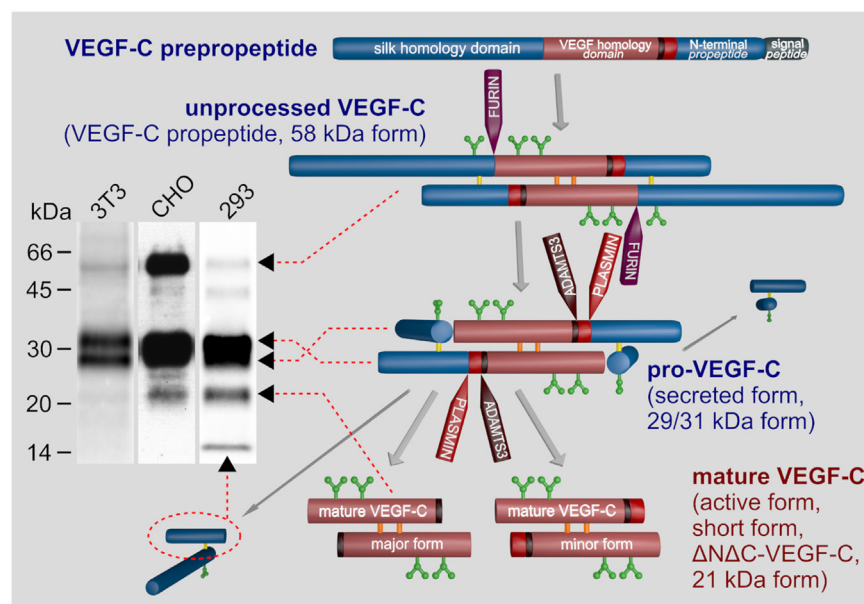 VEGF-C prepropeptide
silk homology domain
VEGF homology
domain
N-terminal
propeptide
signal
peptide
unprocessed VEGF-C
(VEGF-C propeptide, 58 kDa form)
FURIN
FURIN
kDa
3T3
CHO
293
66
45
30
20
14
ADAMTS3
PLASMIN
PLASMIN
ADAMTS3
pro-VEGF-C
(secreted form,
29/31 kDa form)
mature VEGF-C
major form
mature VEGF-C
minor form
mature VEGF-C
(active form,
short form,
ΔNΔC-VEGF-C,
21 kDa form)